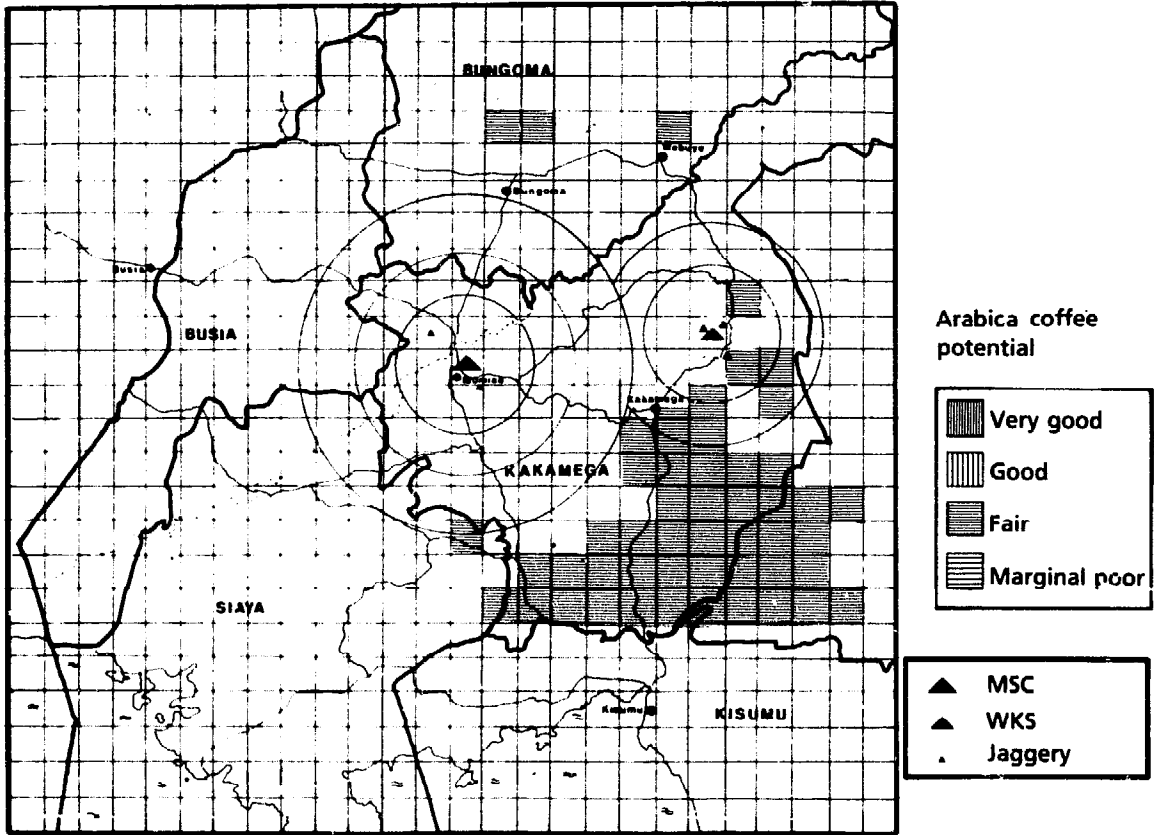 BUNGOMA
Webuye
Bungoma
Busia
BUSIA
Mumias
Kakamega
KAKAMEGA
SIAYA
Kisumu
KISUMU
Arabica coffee
potential
Very good
Good
Fair
Marginal poor
MSC
WKS
Jaggery